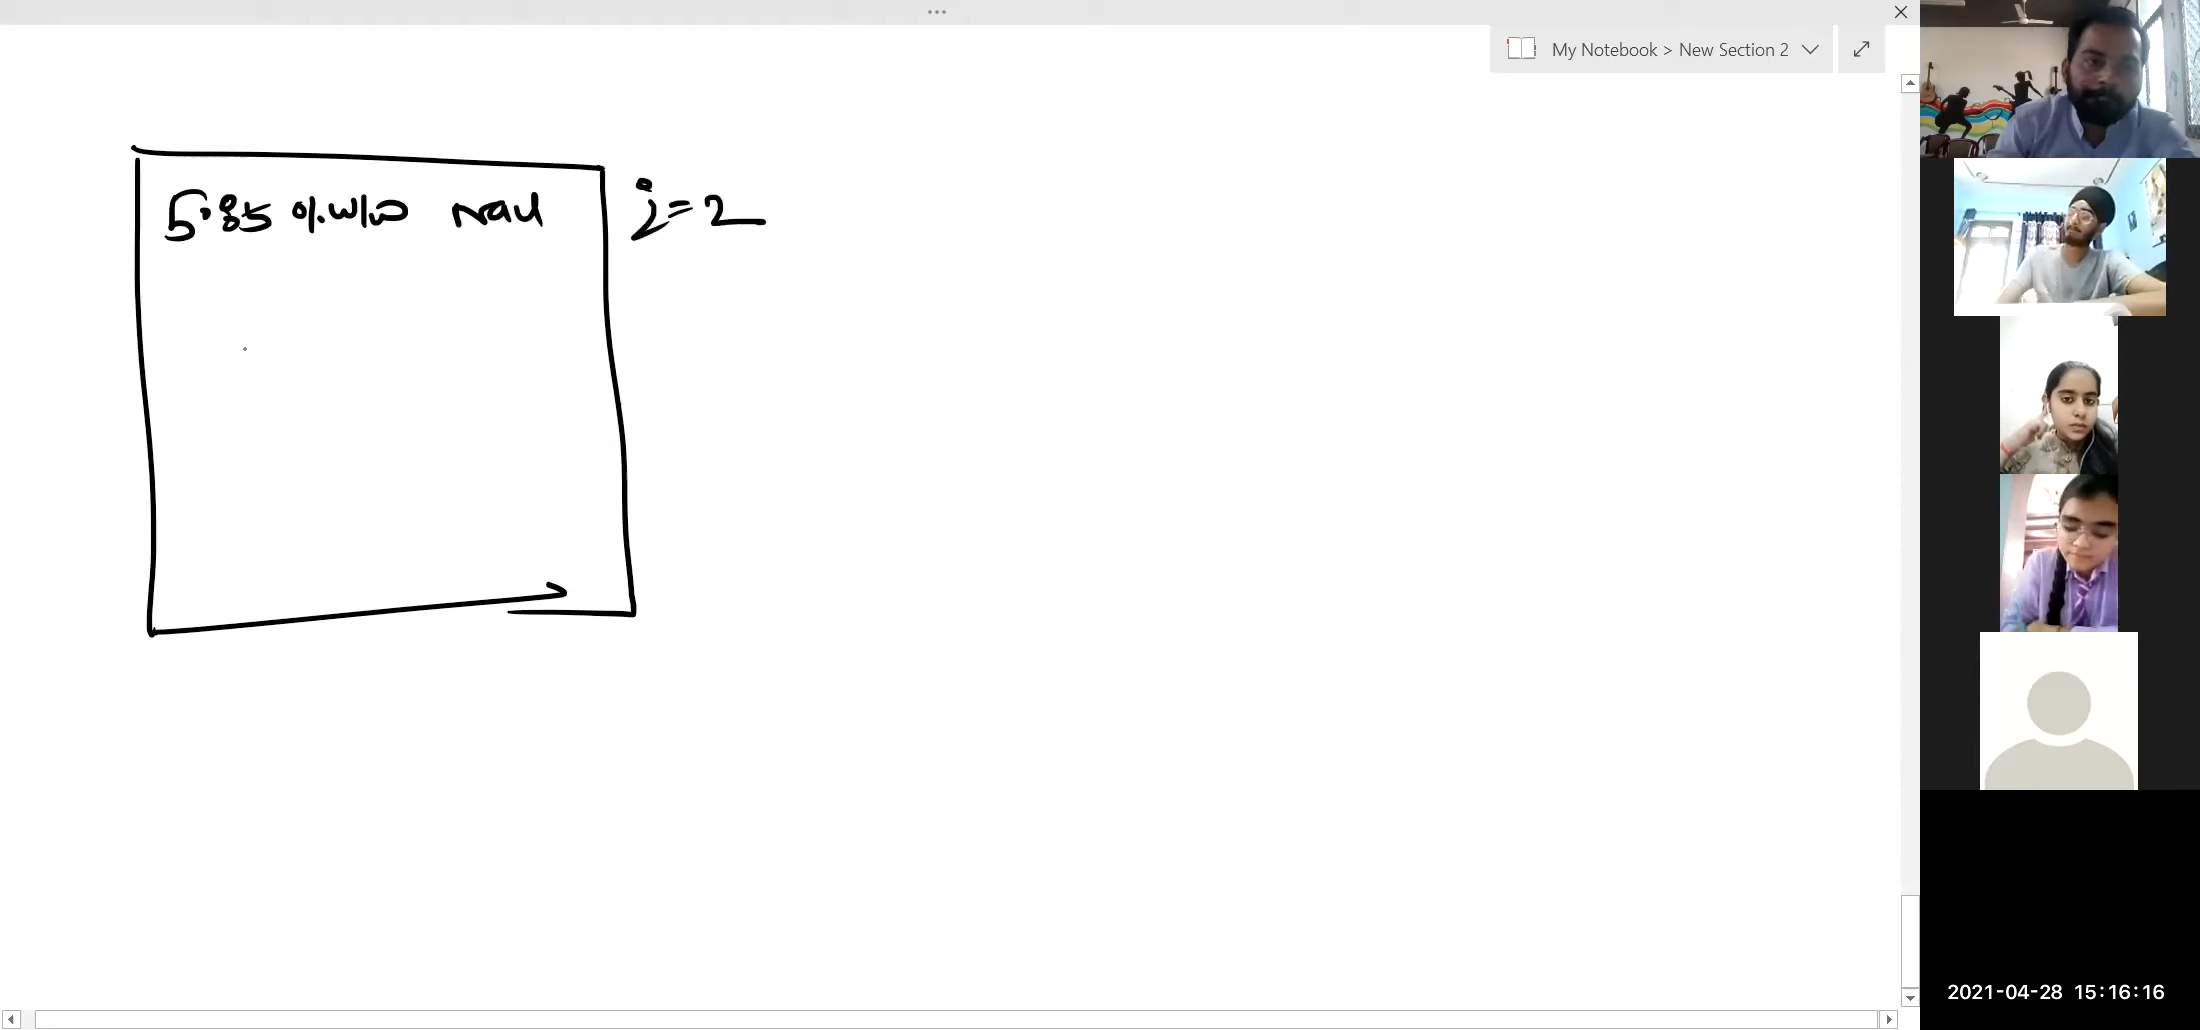 My Notebook > New Section 2
5.85 %.w/w NaCl i=2
2021-04-28 15:16:16